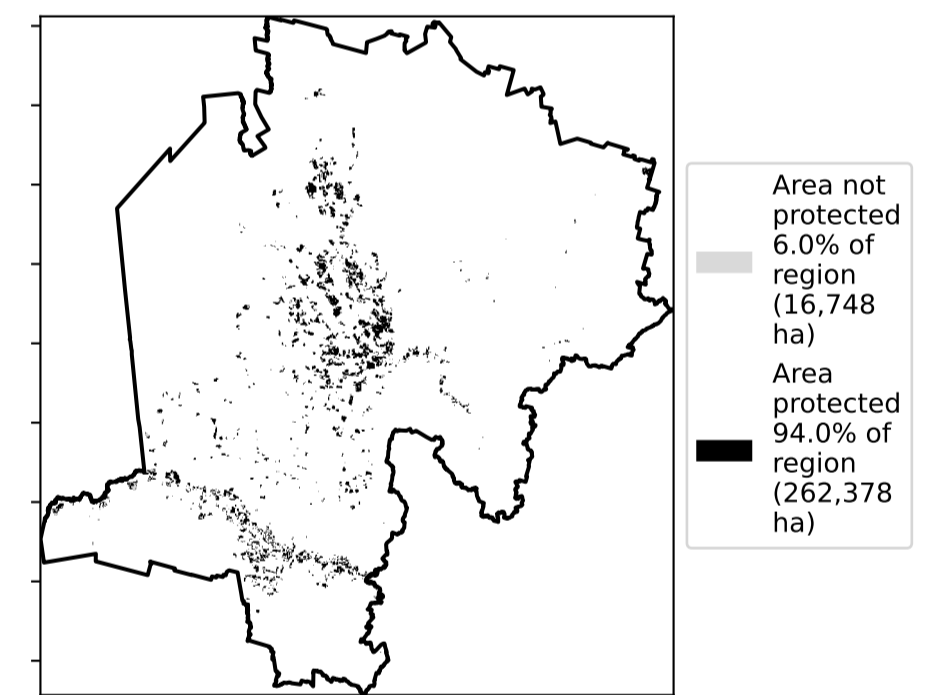 Area not
protected
6.0% of
region
(16,748
ha)
Area
protected
94.0% of
region
(262,378
ha)